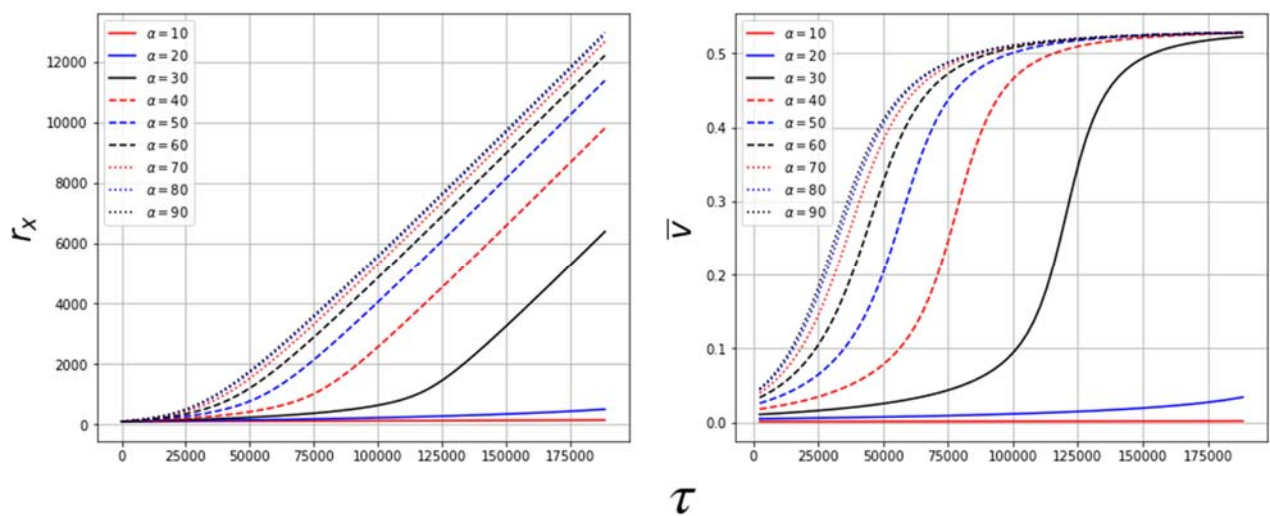 r_x
12000
10000
8000
6000
4000
2000
0
α = 10
α = 20
α = 30
α = 40
α = 50
α = 60
α = 70
α = 80
α = 90
0 25000 50000 75000 100000 125000 150000 175000
v̅
0.5
0.4
0.3
0.2
0.1
0.0
α = 10
α = 20
α = 30
α = 40
α = 50
α = 60
α = 70
α = 80
α = 90
0 25000 50000 75000 100000 125000 150000 175000
τ